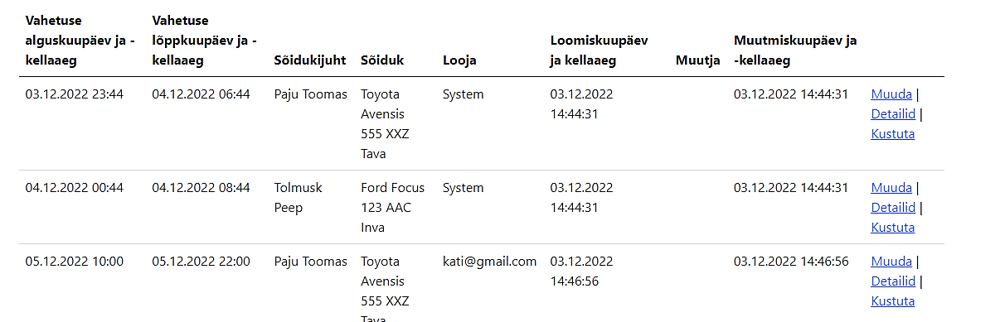 Vahetuse alguskuupäev ja -kellaaeg
Vahetuse lõppkuupäev ja -kellaaeg
Sõidukijuht
Sõiduk
Looja
Loomiskuupäev ja kellaaeg
Muutja
Muutmiskuupäev ja -kellaaeg
03.12.2022 23:44
04.12.2022 06:44
Paju Toomas
Toyota
Avensis
555 XXZ
Tava
System
03.12.2022
14:44:31
03.12.2022 14:44:31
Muuda |
Detailid |
Kustuta
04.12.2022 00:44
04.12.2022 08:44
Tolmusk
Peep
Ford Focus
123 AAC
Inva
System
03.12.2022
14:44:31
03.12.2022 14:44:31
Muuda |
Detailid |
Kustuta
05.12.2022 10:00
05.12.2022 22:00
Paju Toomas
Toyota
Avensis
555 XXZ
Tava
kati@gmail.com
03.12.2022
14:46:56
03.12.2022 14:46:56
Muuda |
Detailid |
Kustuta